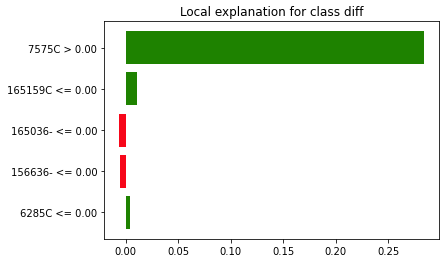 Local explanation for class diff
7575C > 0.00
165159C <= 0.00
165036- <= 0.00
156636- <= 0.00
6285C <= 0.00
0.00 0.05 0.10 0.15 0.20 0.25